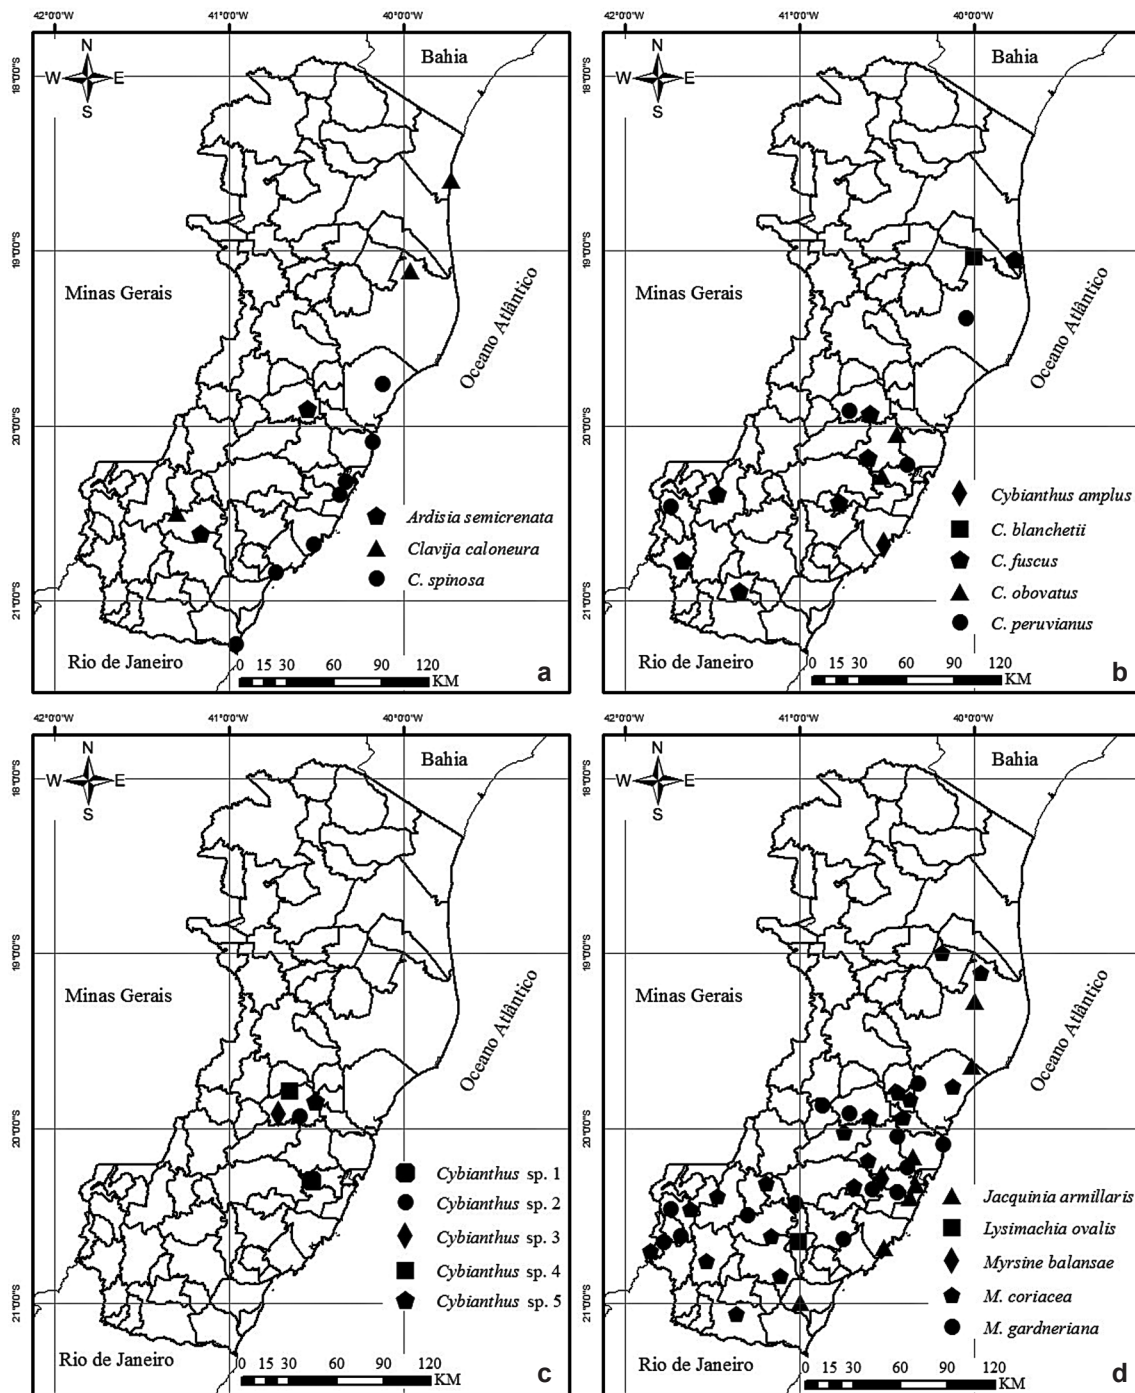 42°0'0"W 41°0'0"W 40°0'0"W
42°0'0"W 41°0'0"W 40°0'0"W
18°0'0"S
19°0'0"S
20°0'0"S
21°0'0"S
N
W E
S
Bahia
Minas Gerais
Oceano Atlântico
Rio de Janeiro
Ardisia semicrenata
Clavija caloneura
C. spinosa
0 15 30 60 90 120
KM
a
18°0'0"S
19°0'0"S
20°0'0"S
21°0'0"S
N
W E
S
Bahia
Minas Gerais
Oceano Atlântico
Rio de Janeiro
Cybianthus amplus
C. blanchetii
C. fuscus
C. obovatus
C. peruvianus
0 15 30 60 90 120
KM
b
42°0'0"W 41°0'0"W 40°0'0"W
42°0'0"W 41°0'0"W 40°0'0"W
18°0'0"S
19°0'0"S
20°0'0"S
21°0'0"S
N
W E
S
Bahia
Minas Gerais
Oceano Atlântico
Rio de Janeiro
Cybianthus sp. 1
Cybianthus sp. 2
Cybianthus sp. 3
Cybianthus sp. 4
Cybianthus sp. 5
0 15 30 60 90 120
KM
c
18°0'0"S
19°0'0"S
20°0'0"S
21°0'0"S
N
W E
S
Bahia
Minas Gerais
Oceano Atlântico
Rio de Janeiro
Jacquinia armillaris
Lysimachia ovalis
Myrsine balansae
M. coriacea
M. gardneriana
0 15 30 60 90 120
KM
d